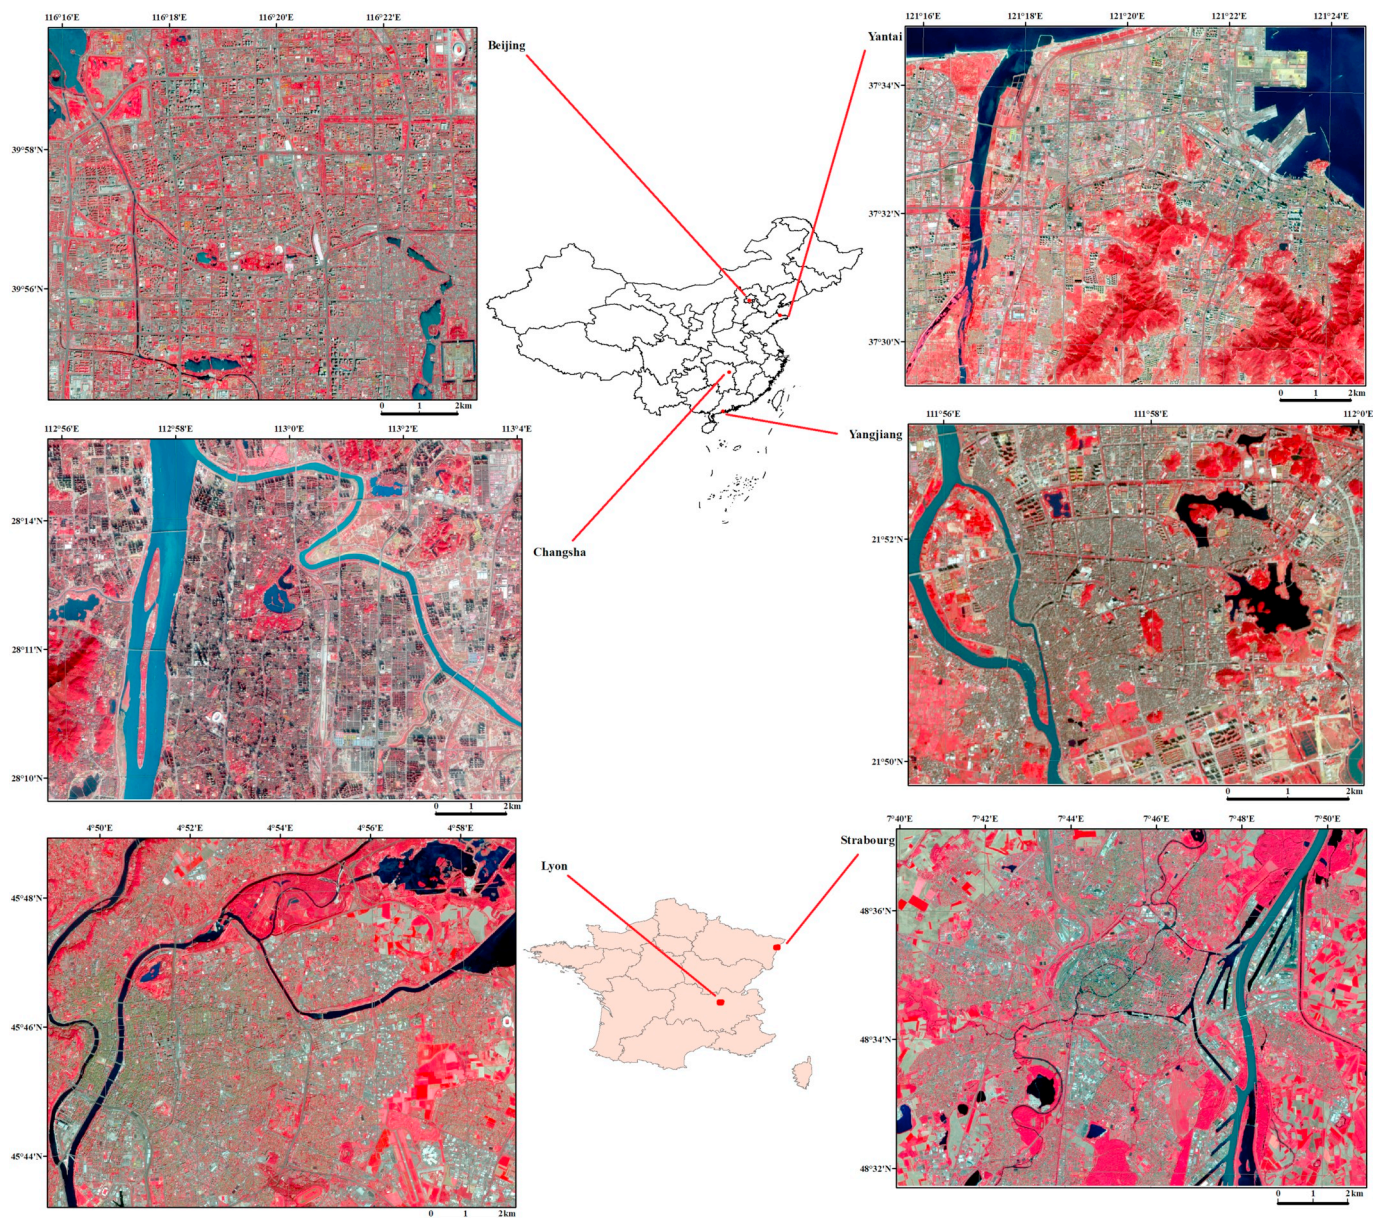 116°16'E 116°18'E 116°20'E 116°22'E
39°58'N
39°56'N
0 1 2km
Beijing
Yantai
121°16'E 121°18'E 121°20'E 121°22'E 121°24'E
37°34'N
37°32'N
37°30'N
0 1 2km
112°56'E 112°58'E 113°0'E 113°2'E 113°4'E
28°14'N
28°11'N
28°10'N
0 1 2km
Changsha
Yangjiang
111°56'E 111°58'E 112°0'E
21°52'N
21°50'N
0 1 2km
4°50'E 4°52'E 4°54'E 4°56'E 4°58'E
45°48'N
45°46'N
45°44'N
0 1 2km
Lyon
Strabourg
7°40'E 7°42'E 7°44'E 7°46'E 7°48'E 7°50'E
48°36'N
48°34'N
48°32'N
0 1 2km